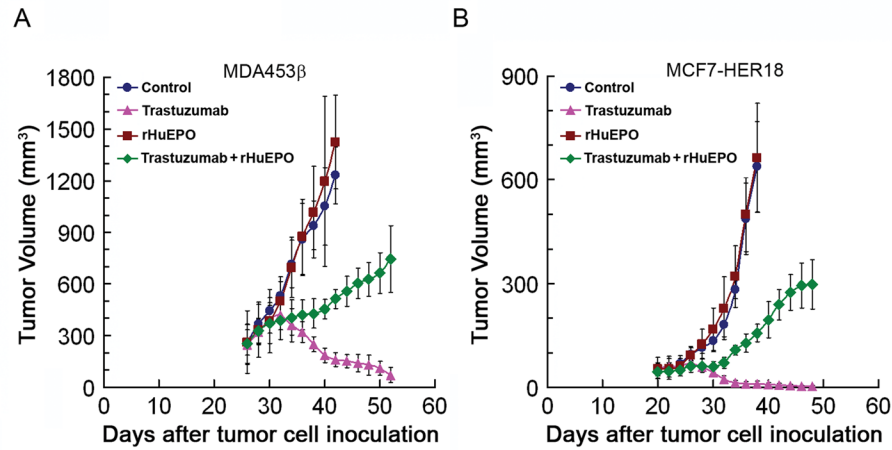 A
MDA453β
Control
Trastuzumab
rHuEPO
Trastuzumab + rHuEPO
Tumor Volume (mm³)
1800
1500
1200
900
600
300
0
0 10 20 30 40 50 60
Days after tumor cell inoculation
B
MCF7-HER18
Control
Trastuzumab
rHuEPO
Trastuzumab + rHuEPO
Tumor Volume (mm³)
900
600
300
0
0 10 20 30 40 50 60
Days after tumor cell inoculation